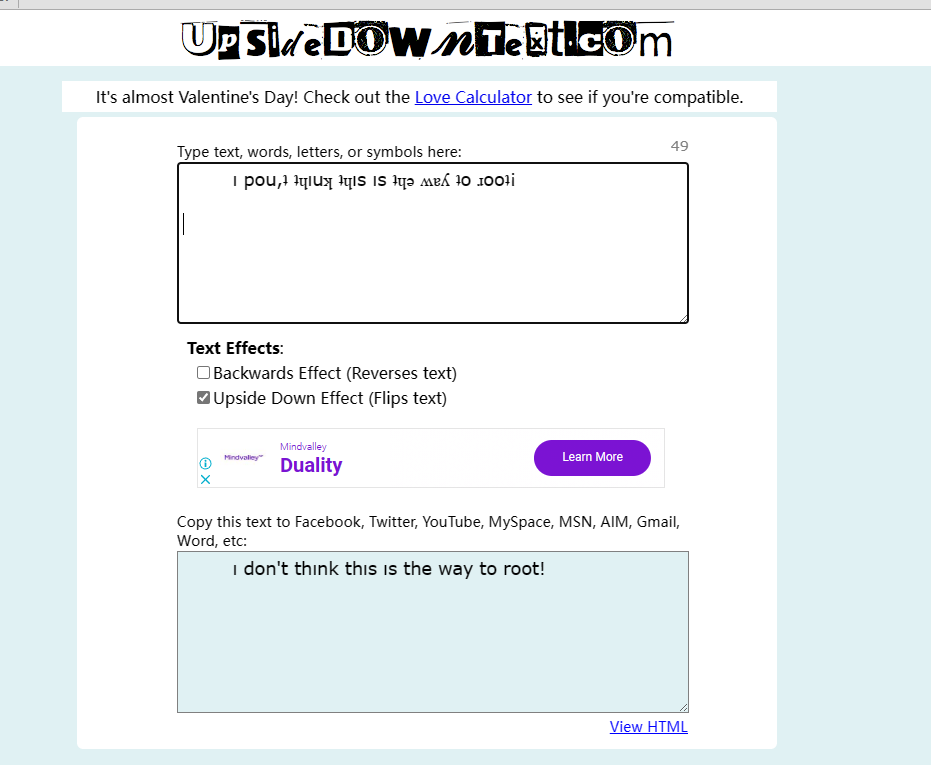 UpsideDownText.com
It's almost Valentine's Day! Check out the Love Calculator to see if you're compatible.
Type text, words, letters, or symbols here:
49
ı pou,ʇ ʇɥıuʞ ʇɥıs ıs ʇɥǝ ʍɐʎ ʇo ɹooʇ¡
Text Effects:
Backwards Effect (Reverses text)
Upside Down Effect (Flips text)
Mindvalley
Mindvalley
Duality
Learn More
Copy this text to Facebook, Twitter, YouTube, MySpace, MSN, AIM, Gmail,
Word, etc:
ı don't thınk thıs ıs the way to root!
View HTML